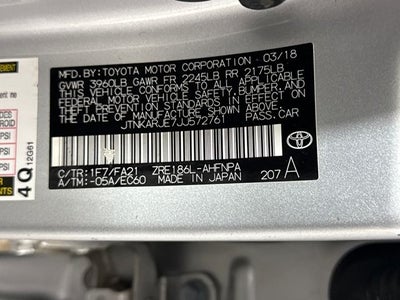 MFD. BY: TOYOTA MOTOR CORPORATION 03/18
GVWR 3960LB GAWR FR 2245LB RR 2175LB
THIS VEHICLE CONFORMS TO ALL APPLICABLE
FEDERAL MOTOR VEHICLE SAFETY, BUMPER, AND
THEFT PREVENTION STANDARDS IN EFFECT ON
THE DATE OF MANUFACTURE SHOWN ABOVE.
JTNKARJE7JJ572761 PASS.CAR
C/TR: 1F7/FA21 ZRE186L-AHFNPA
A/TM: -05A/EC60 MADE IN JAPAN 207 A
4Q 12G61
PSI
PSI
PSI